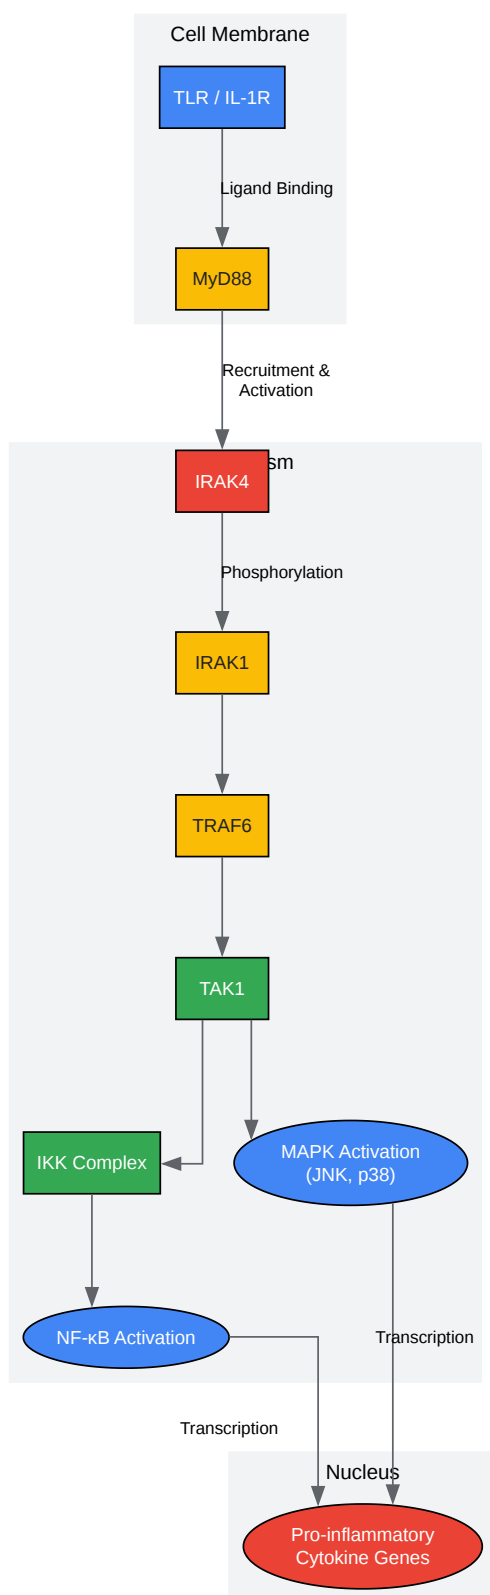 Cell Membrane
TLR / IL-1R
Ligand Binding
MyD88
Recruitment &
Activation
IRAK4
Phosphorylation
IRAK1
TRAF6
TAK1
IKK Complex
MAPK Activation
(JNK, p38)
NF-κB Activation
Transcription
Transcription
Nucleus
Pro-inflammatory
Cytokine Genes